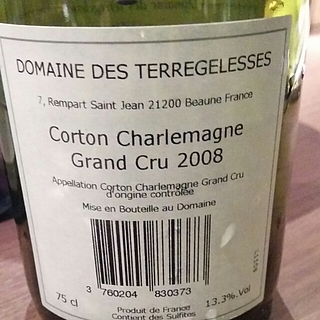 DOMAINE DES TERREGELESSES
7, Rempart Saint Jean 21200 Beaune France
Corton Charlemagne
Grand Cru 2008
Appellation Corton Charlemagne Grand Cru
d'origine contrôlée
Mise en Bouteille au Domaine
3 760204 830373
75 cl
Produit de France
Contient des Sulfites
13.3%.Vol